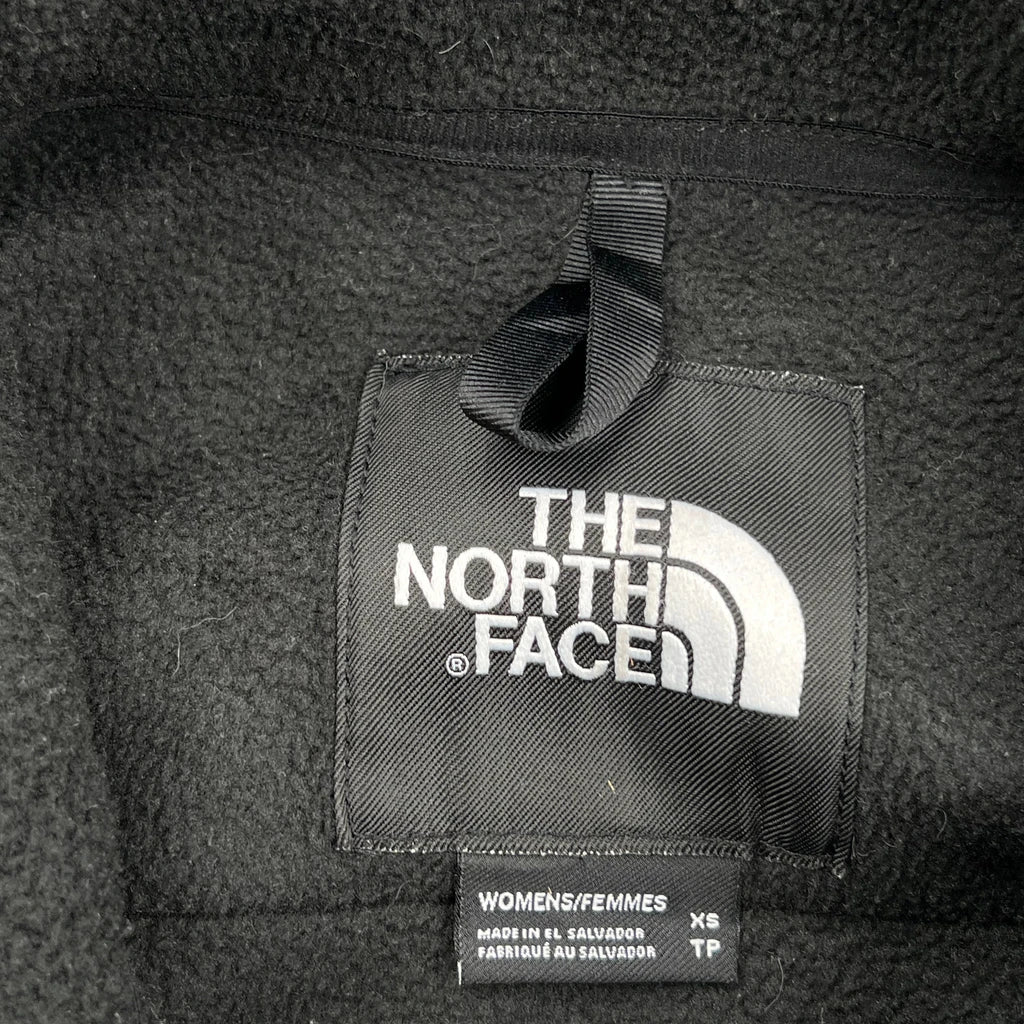 THE
NORTH
FACE
®
WOMENS/FEMMES XS
MADE IN EL SALVADOR
FABRIQUÉ AU SALVADOR TP